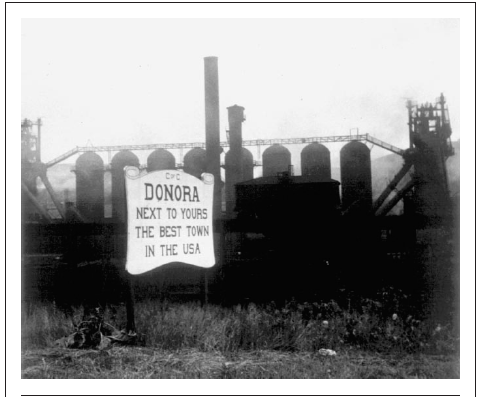 C of C
DONORA
NEXT TO YOURS
THE BEST TOWN
IN THE USA